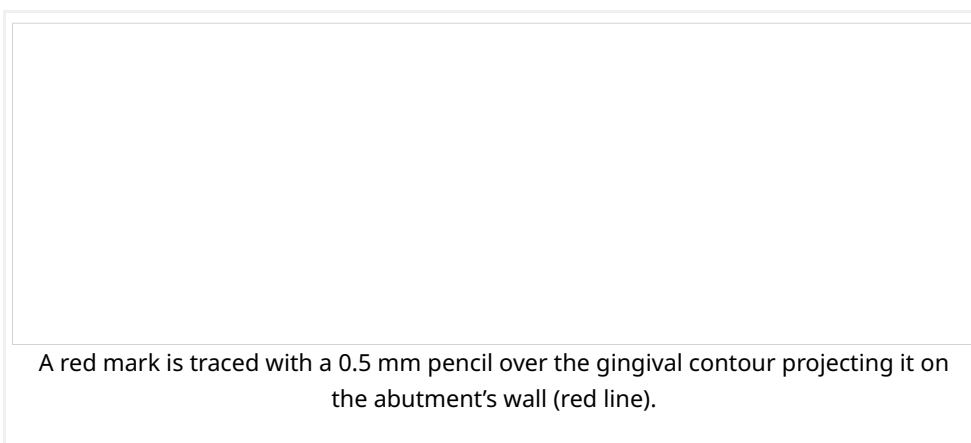 A red mark is traced with a 0.5 mm pencil over the gingival contour projecting it on
the abutment’s wall (red line).